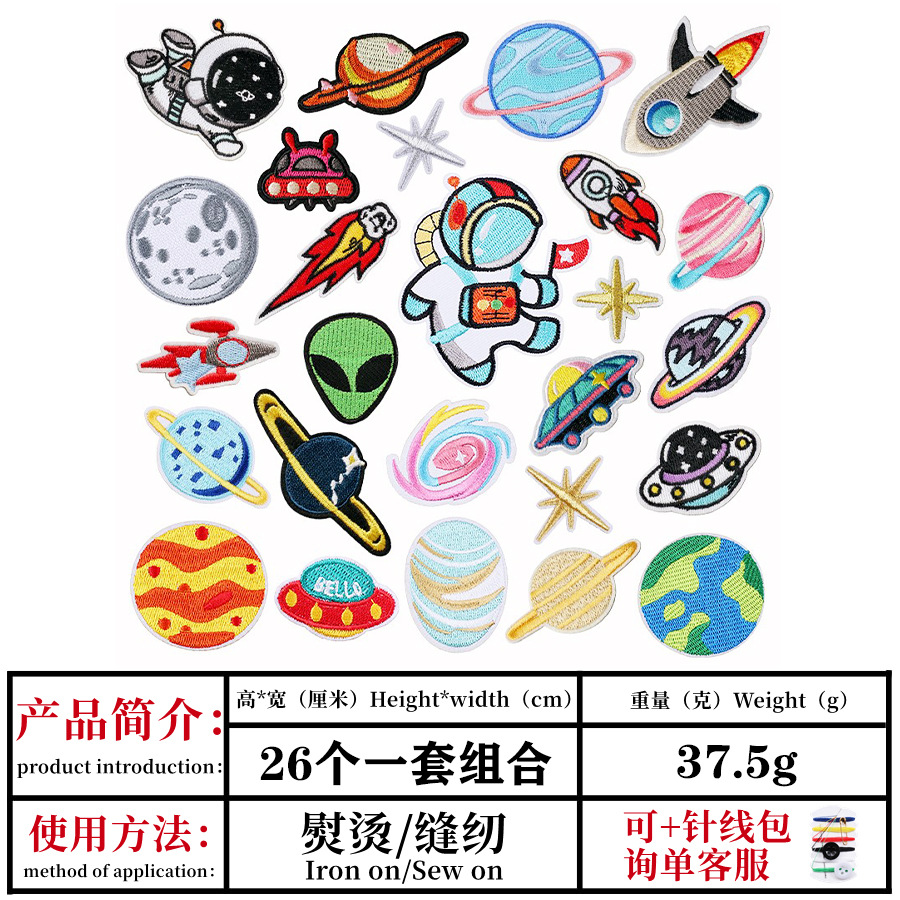 BELLO
产品简介：
product introduction:
高*宽（厘米）Height*width（cm）
重量（克）Weight（g）
26个一套组合
37.5g
使用方法：
method of application:
熨烫/缝纫
Iron on/Sew on
可+针线包
询单客服